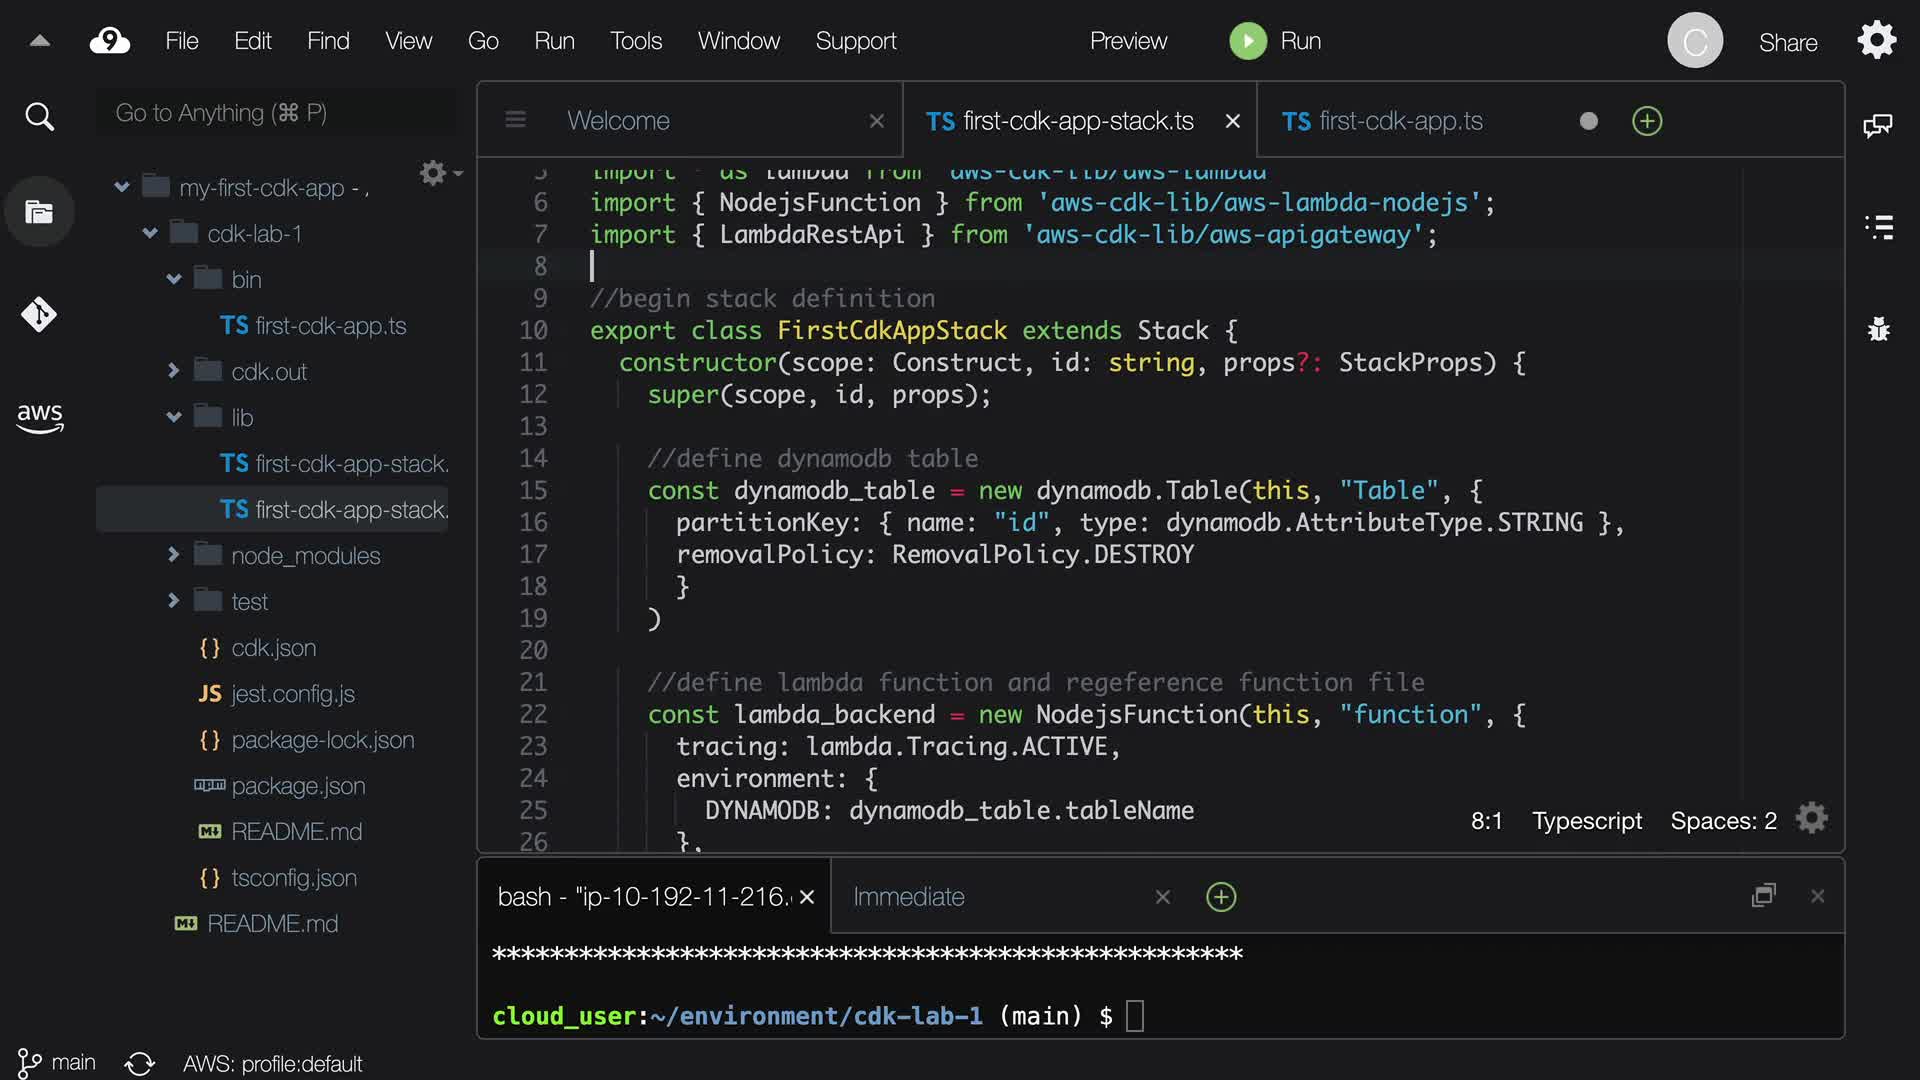 9 File Edit Find View Go Run Tools Window Support Preview Run C Share
Go to Anything (⌘ P)
my-first-cdk-app - ,
cdk-lab-1
bin
TS first-cdk-app.ts
cdk.out
lib
TS first-cdk-app-stack.
TS first-cdk-app-stack.
node_modules
test
{} cdk.json
JS jest.config.js
{} package-lock.json
package.json
README.md
{} tsconfig.json
README.md
aws
Welcome
TS first-cdk-app-stack.ts
TS first-cdk-app.ts
5 import * as lambda from 'aws-cdk-lib/aws-lambda'
6 import { NodejsFunction } from 'aws-cdk-lib/aws-lambda-nodejs';
7 import { LambdaRestApi } from 'aws-cdk-lib/aws-apigateway';
8
9 //begin stack definition
10 export class FirstCdkAppStack extends Stack {
11 constructor(scope: Construct, id: string, props?: StackProps) {
12 super(scope, id, props);
13
14 //define dynamodb table
15 const dynamodb_table = new dynamodb.Table(this, "Table", {
16 partitionKey: { name: "id", type: dynamodb.AttributeType.STRING },
17 removalPolicy: RemovalPolicy.DESTROY
18 }
19 )
20
21 //define lambda function and regeference function file
22 const lambda_backend = new NodejsFunction(this, "function", {
23 tracing: lambda.Tracing.ACTIVE,
24 environment: {
25 DYNAMODB: dynamodb_table.tableName
26 },
8:1 Typescript Spaces: 2
bash - "ip-10-192-11-216.
Immediate
****************************************************
cloud_user:~/environment/cdk-lab-1 (main) $
main AWS: profile:default